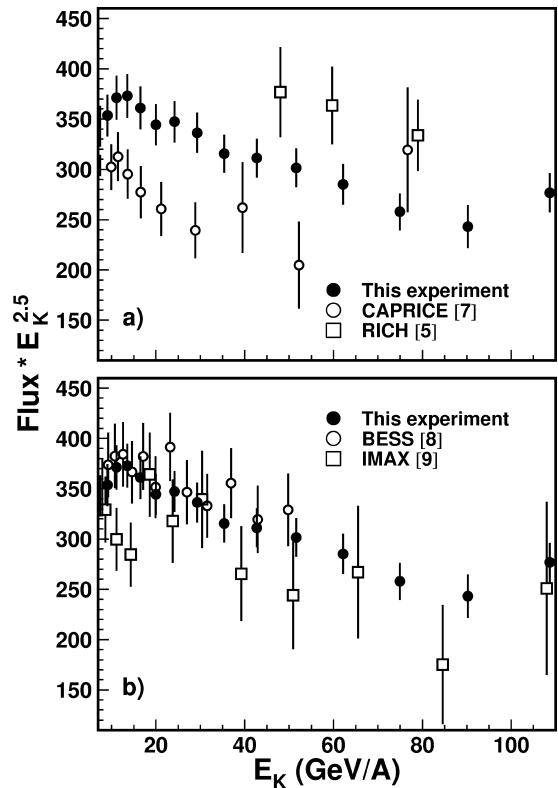 450
400
350
300
250
200
150
a)
This experiment
CAPRICE [7]
RICH [5]
Flux * E_K^2.5
450
400
350
300
250
200
150
b)
This experiment
BESS [8]
IMAX [9]
20 40 60 80 100
E_K (GeV/A)